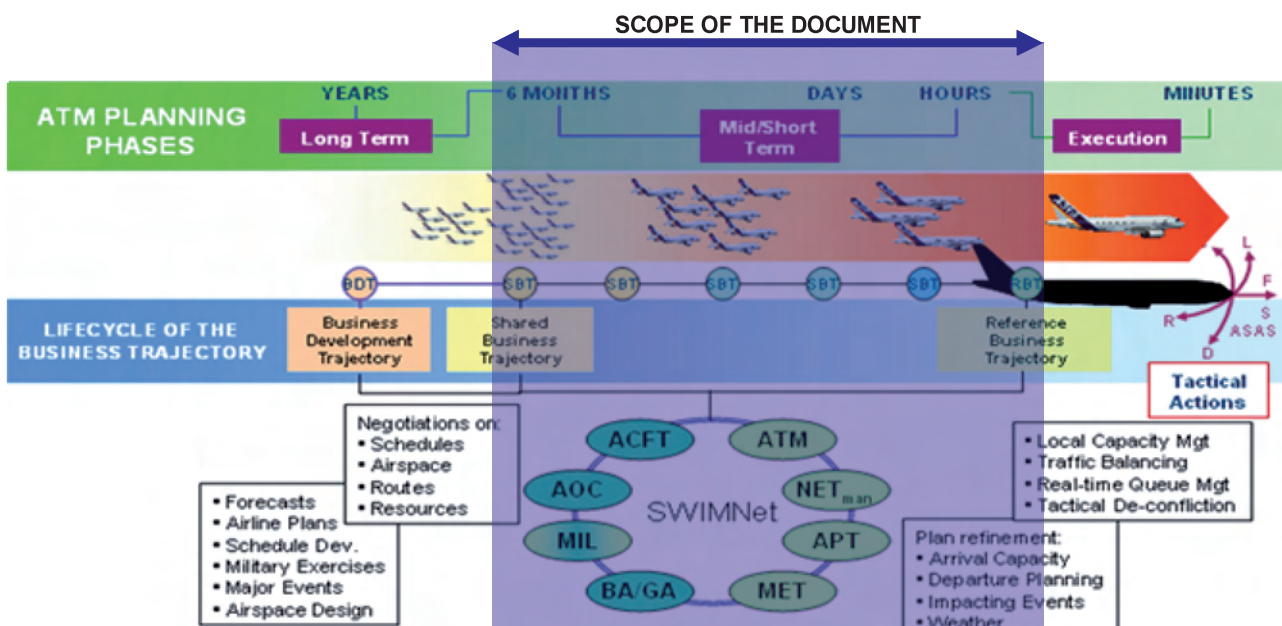 SCOPE OF THE DOCUMENT
YEARS
6 MONTHS
DAYS
HOURS
MINUTES
ATM PLANNING
PHASES
Long Term
Mid/Short
Term
Execution
BDT
SBT
SBT
SBT
SBT
SBT
RBT
L
F
S
ASAS
R
D
LIFECYCLE OF THE
BUSINESS TRAJECTORY
Business
Development
Trajectory
Shared
Business
Trajectory
Reference
Business
Trajectory
Tactical
Actions
Negotiations on:
▪ Schedules
▪ Airspace
▪ Routes
▪ Resources
▪ Forecasts
▪ Airline Plans
▪ Schedule Dev.
▪ Military Exercises
▪ Major Events
▪ Airspace Design
ACFT
ATM
AOC
NET man
SWIMNet
MIL
APT
BA/GA
MET
▪ Local Capacity Mgt
▪ Traffic Balancing
▪ Real-time Queue Mgt
▪ Tactical De-confliction
Plan refinement:
▪ Arrival Capacity
▪ Departure Planning
▪ Impacting Events
▪ Weather